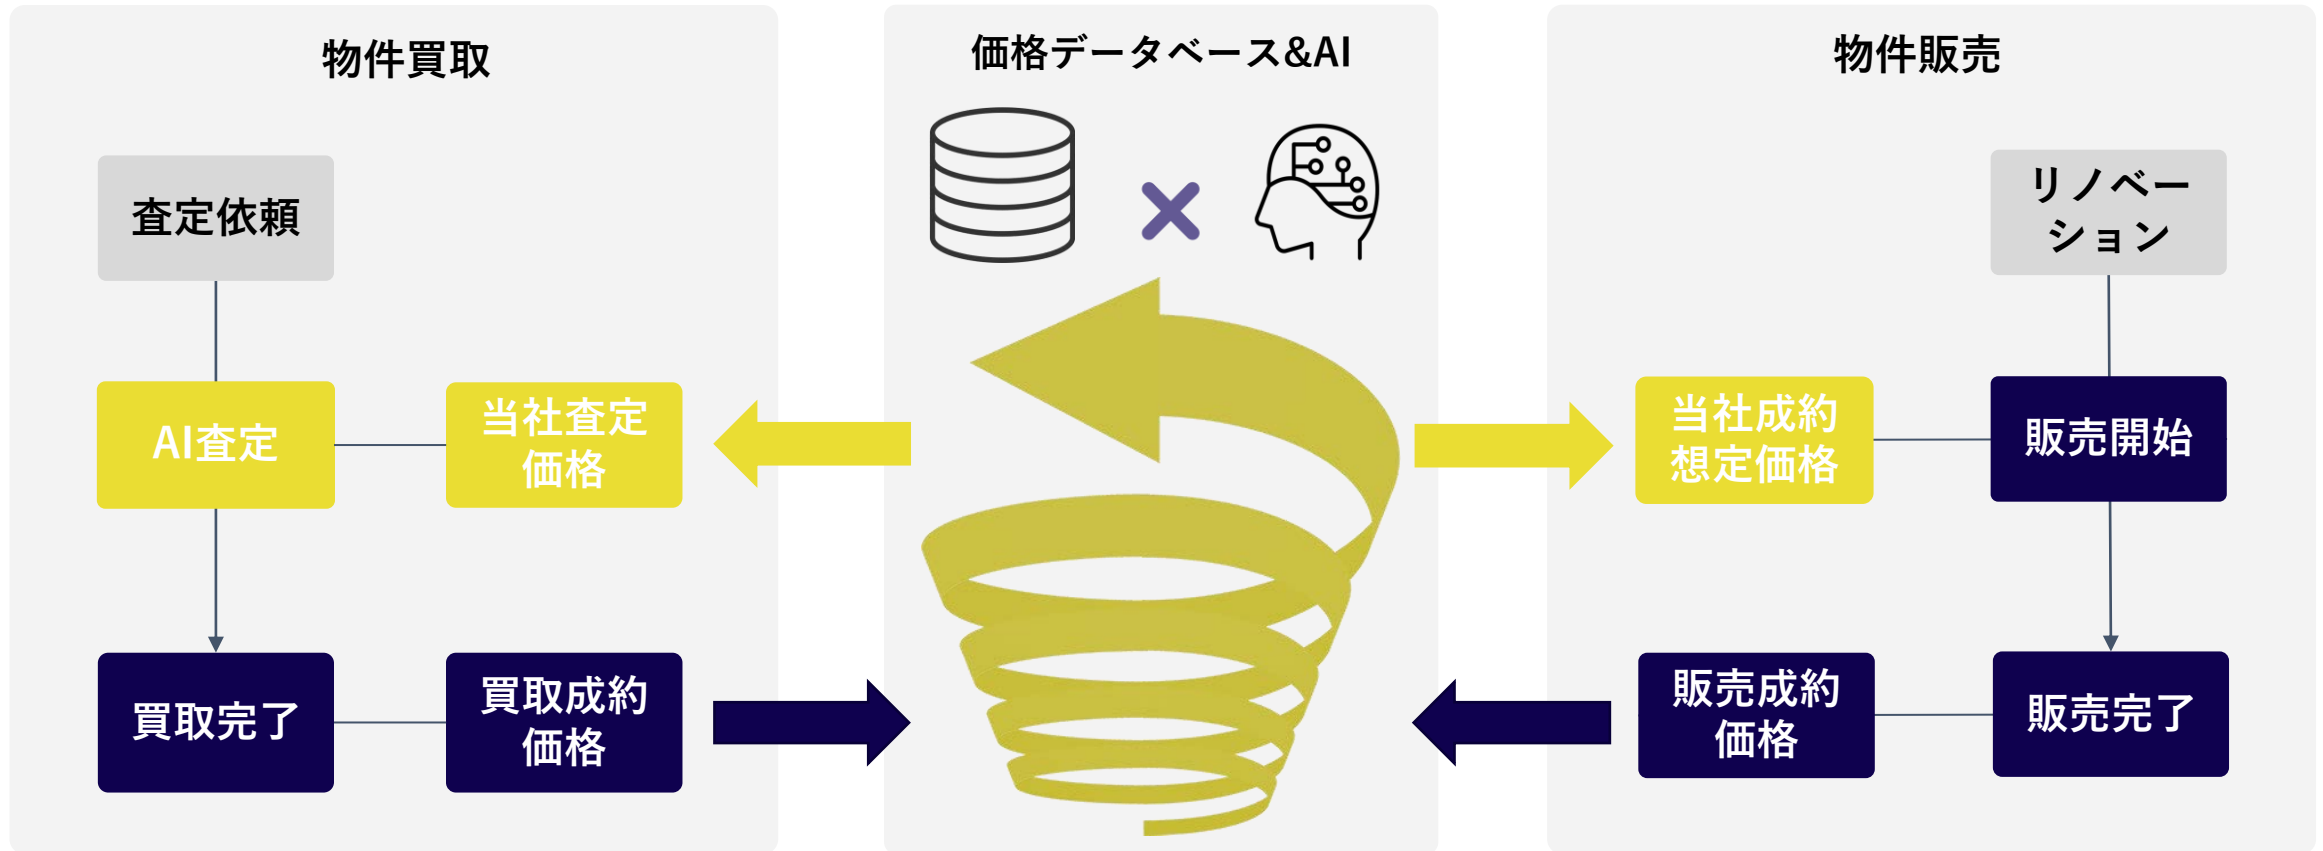 物件買取
査定依頼
AI査定
当社査定
価格
買取完了
買取成約
価格
価格データベース&AI
物件販売
リノベー
ション
当社成約
想定価格
販売開始
販売成約
価格
販売完了